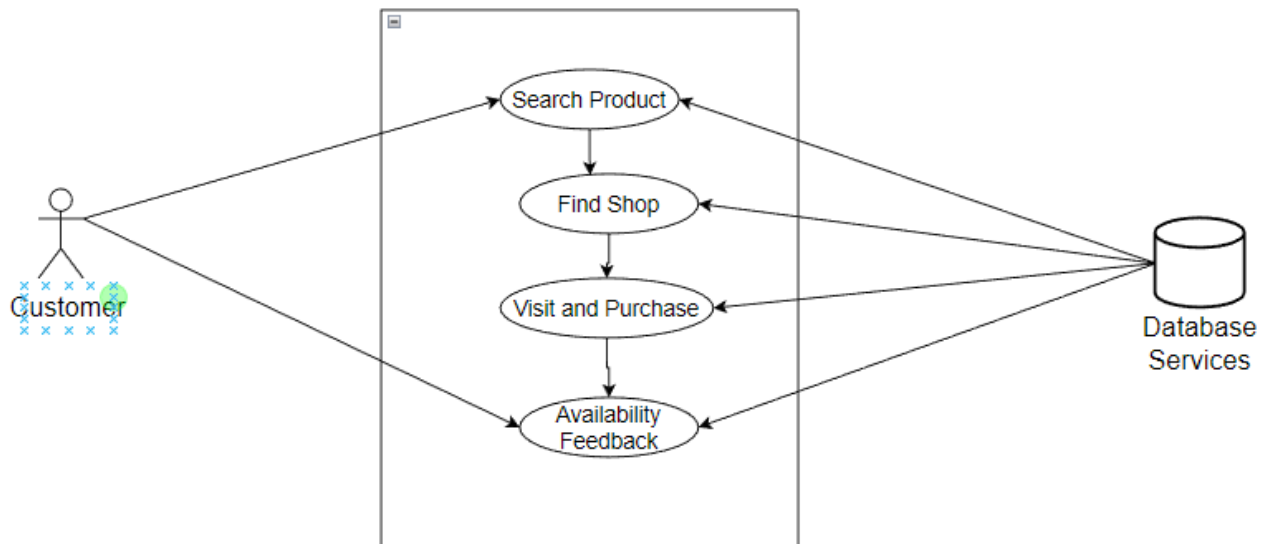 Search Product
Find Shop
Customer
Visit and Purchase
Database
Services
Availability
Feedback